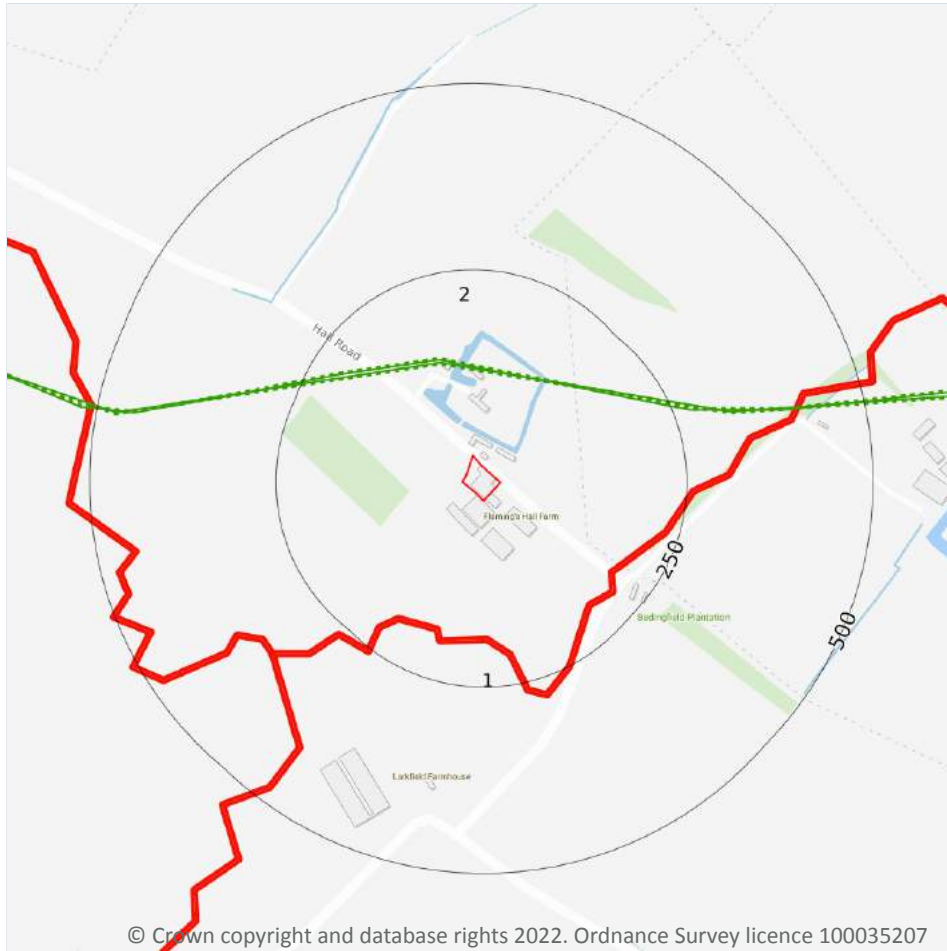 2
Hall Road
Fleming's Hall Farm
250
Bedingfield Plantation
500
1
Larkfield Farmhouse
© Crown copyright and database rights 2022. Ordnance Survey licence 100035207